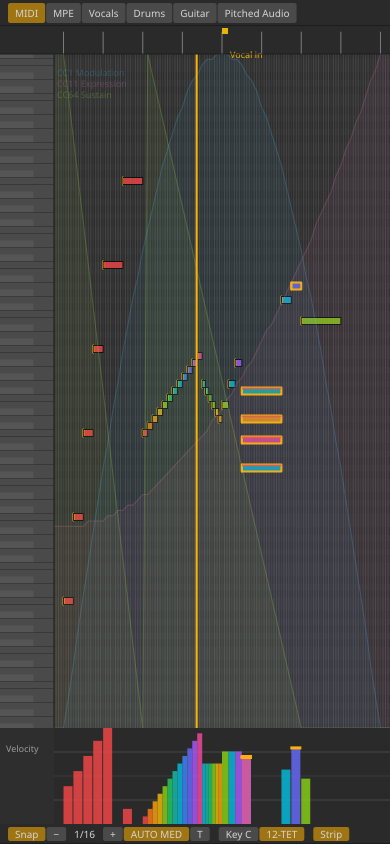 MIDI MPE Vocals Drums Guitar Pitched Audio
Vocal in
CC1 Modulation
CC11 Expression
CC64 Sustain
Velocity
Snap − 1/16 + AUTO MED T Key C 12-TET Strip